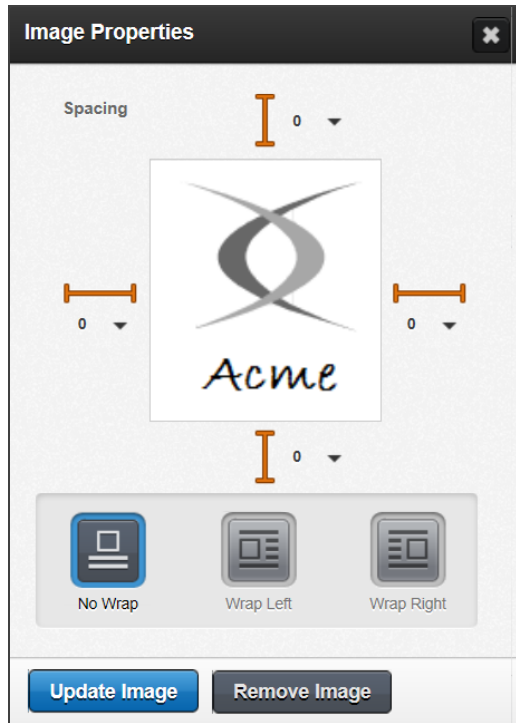 Image Properties
Spacing
0
0
0
Acme
0
No Wrap
Wrap Left
Wrap Right
Update Image
Remove Image